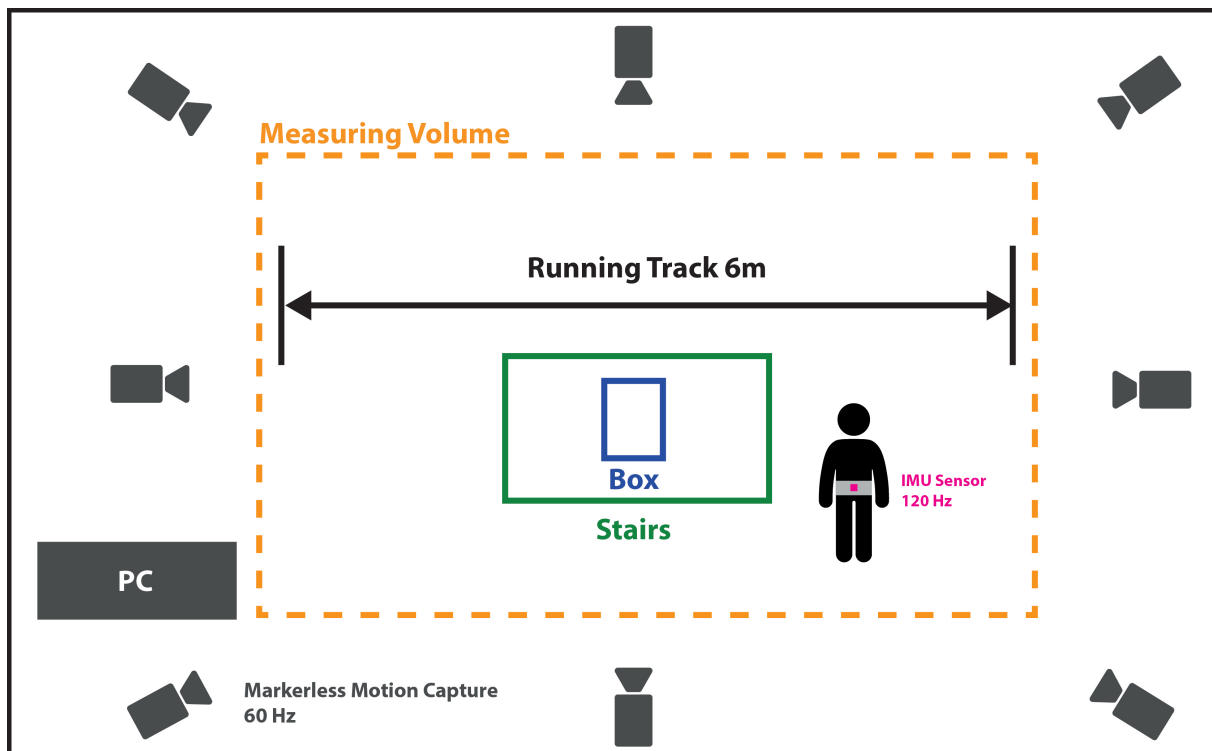 Measuring Volume
Running Track 6m
Box
IMU Sensor
120 Hz
Stairs
PC
Markerless Motion Capture
60 Hz